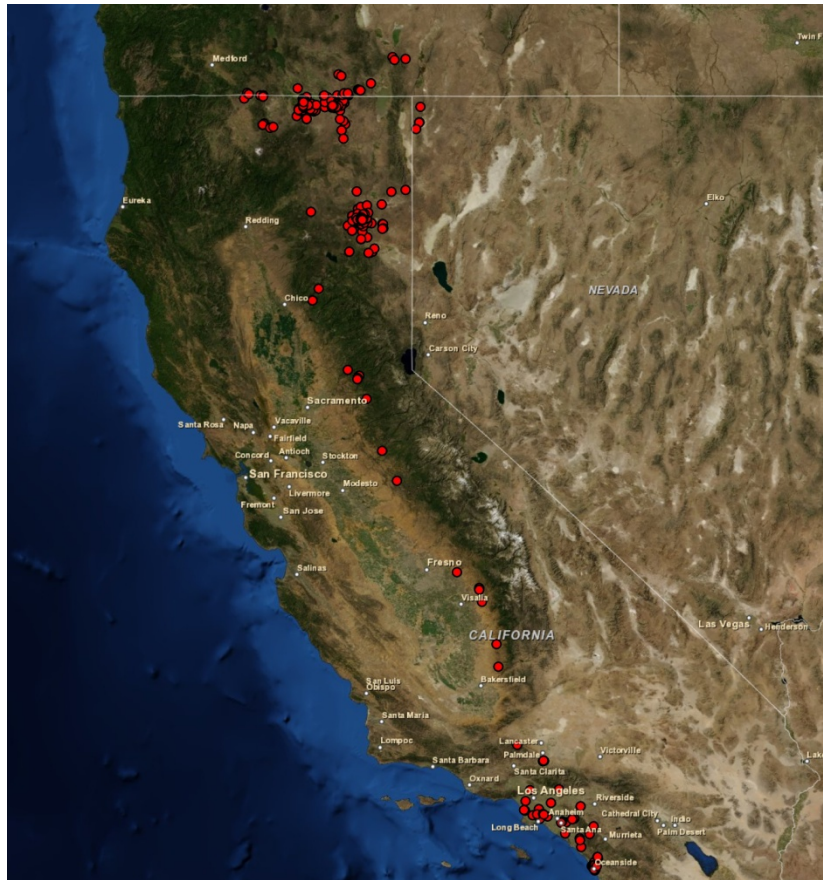 Twin F
Medford
Eureka
Redding
Elko
Chico
NEVADA
Reno
Carson City
Sacramento
Santa Rosa
Napa
Vacaville
Fairfield
Concord
Antioch
Stockton
San Francisco
Livermore
Modesto
Fremont
San Jose
Salinas
Fresno
Visalia
Las Vegas
Henderson
CALIFORNIA
San Luis
Obispo
Bakersfield
Santa Maria
Lompoc
Lancaster
Palmdale
Victorville
Lake
Santa Barbara
Santa Clarita
Oxnard
Los Angeles
Riverside
Anaheim
Cathedral City
Indio
Long Beach
Santa Ana
Murrieta
Palm Desert
Oceanside